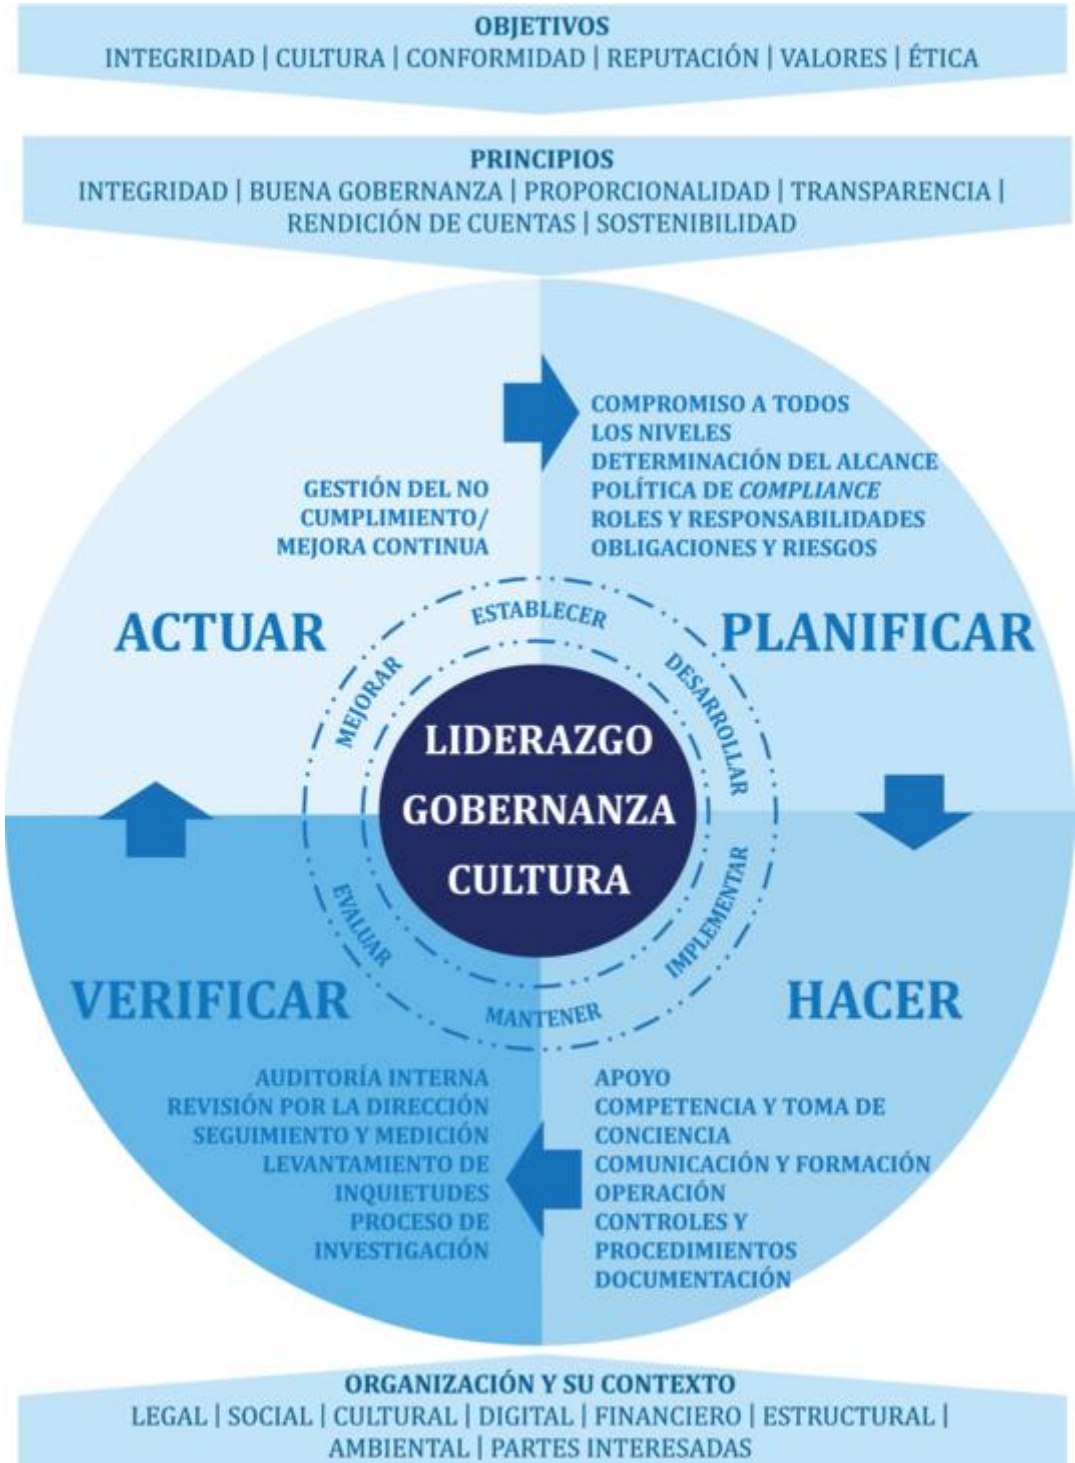 OBJETIVOS
INTEGRIDAD | CULTURA | CONFORMIDAD | REPUTACIÓN | VALORES | ÉTICA
PRINCIPIOS
INTEGRIDAD | BUENA GOBERNANZA | PROPORCIONALIDAD | TRANSPARENCIA |
RENDICIÓN DE CUENTAS | SOSTENIBILIDAD
COMPROMISO A TODOS
LOS NIVELES
DETERMINACIÓN DEL ALCANCE
POLÍTICA DE COMPLIANCE
ROLES Y RESPONSABILIDADES
OBLIGACIONES Y RIESGOS
GESTIÓN DEL NO
CUMPLIMIENTO/
MEJORA CONTINUA
ACTUAR
PLANIFICAR
ESTABLECER
DESARROLLAR
IMPLEMENTAR
MANTENER
EVALUAR
MEJORAR
LIDERAZGO
GOBERNANZA
CULTURA
VERIFICAR
HACER
AUDITORÍA INTERNA
REVISIÓN POR LA DIRECCIÓN
SEGUIMIENTO Y MEDICIÓN
LEVANTAMIENTO DE
INQUIETUDES
PROCESO DE
INVESTIGACIÓN
APOYO
COMPETENCIA Y TOMA DE
CONCIENCIA
COMUNICACIÓN Y FORMACIÓN
OPERACIÓN
CONTROLES Y
PROCEDIMIENTOS
DOCUMENTACIÓN
ORGANIZACIÓN Y SU CONTEXTO
LEGAL | SOCIAL | CULTURAL | DIGITAL | FINANCIERO | ESTRUCTURAL |
AMBIENTAL | PARTES INTERESADAS